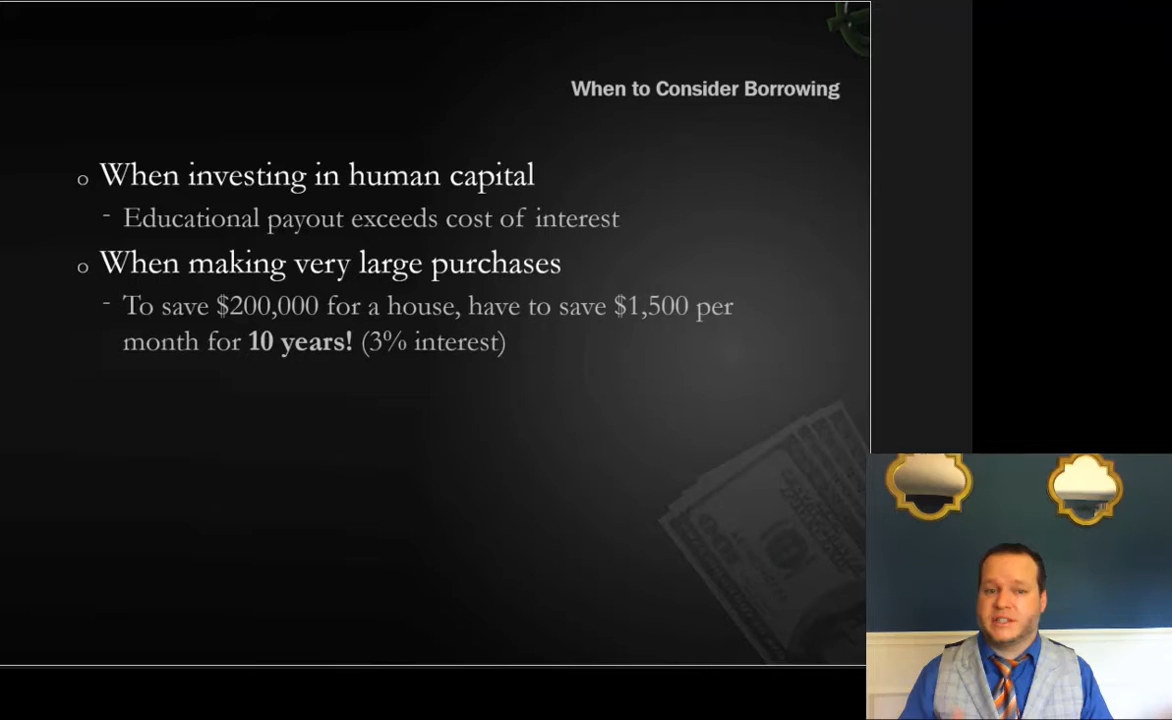 When to Consider Borrowing
o When investing in human capital
- Educational payout exceeds cost of interest
o When making very large purchases
- To save $200,000 for a house, have to save $1,500 per
month for 10 years! (3% interest)